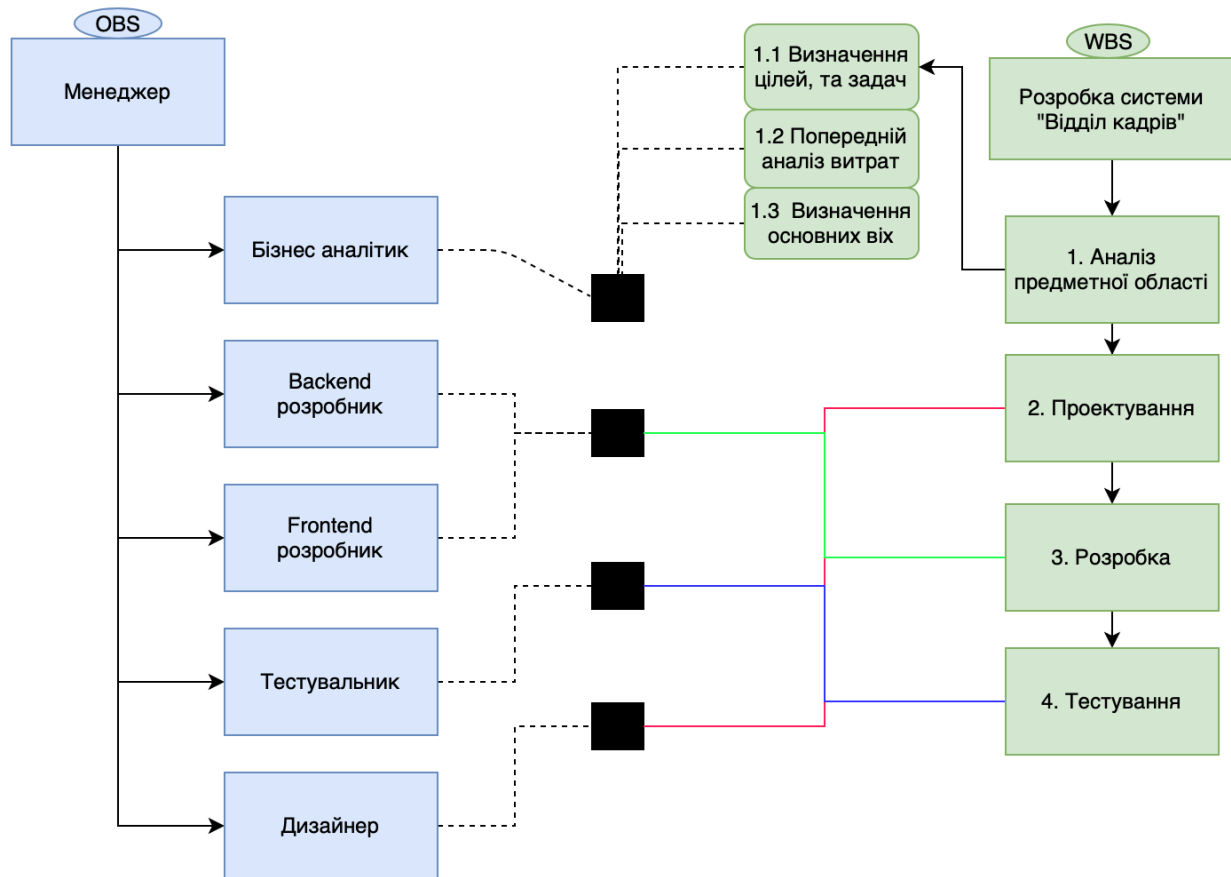 OBS
Менеджер
Бізнес аналітик
Backend
розробник
Frontend
розробник
Тестувальник
Дизайнер
1.1 Визначення
цілей, та задач
1.2 Попередній
аналіз витрат
1.3 Визначення
основних віх
WBS
Розробка системи
"Відділ кадрів"
1. Аналіз
предметної області
2. Проектування
3. Розробка
4. Тестування